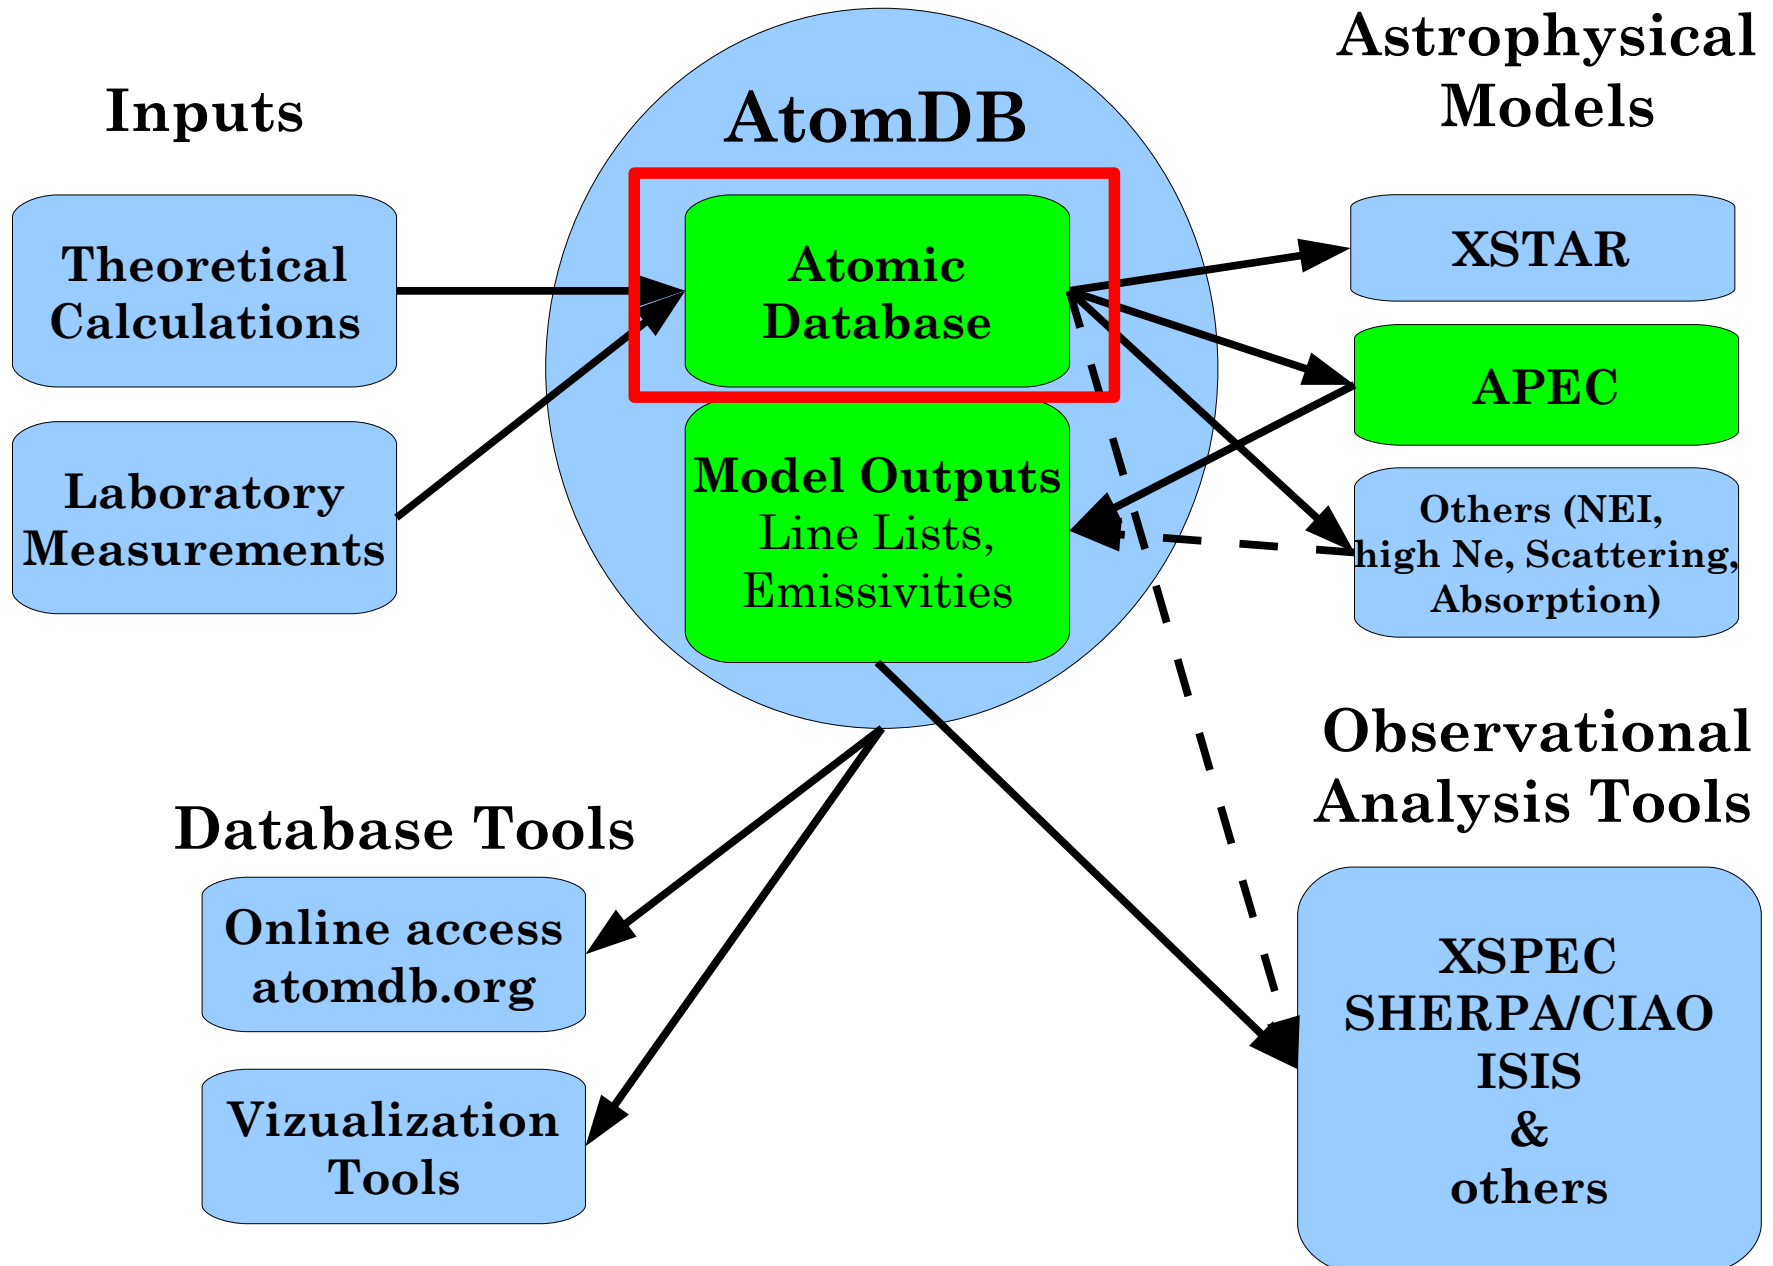 Inputs
Theoretical
Calculations
Laboratory
Measurements
AtomDB
Atomic
Database
Model Outputs
Line Lists,
Emissivities
Astrophysical
Models
XSTAR
APEC
Others (NEI,
high Ne, Scattering,
Absorption)
Database Tools
Online access
atomdb.org
Vizualization
Tools
Observational
Analysis Tools
XSPEC
SHERPA/CIAO
ISIS
&
others